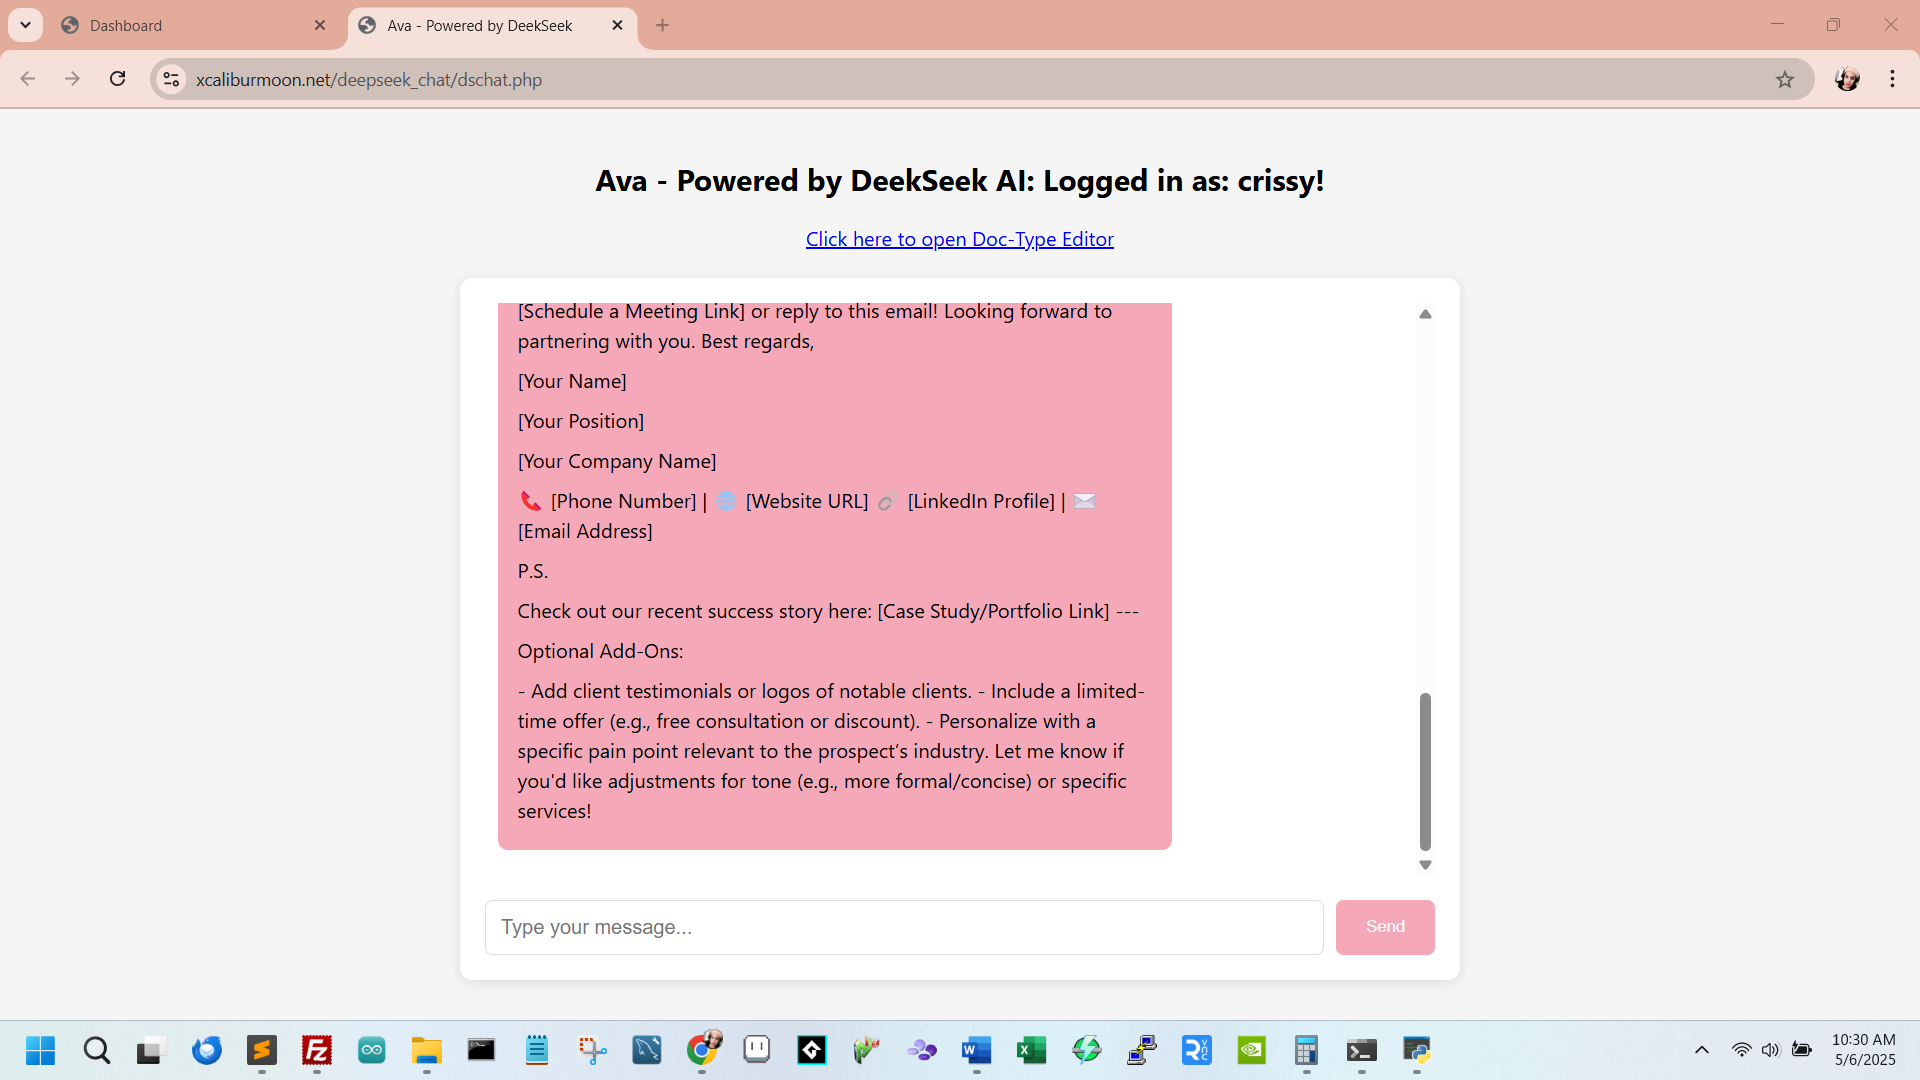 Dashboard
Ava - Powered by DeekSeek
xcaliburmoon.net/deepseek_chat/dschat.php
Ava - Powered by DeekSeek AI: Logged in as: crissy!
Click here to open Doc-Type Editor
[Schedule a Meeting Link] or reply to this email! Looking forward to
partnering with you. Best regards,
[Your Name]
[Your Position]
[Your Company Name]
[Phone Number] | [Website URL] [LinkedIn Profile] |
[Email Address]
P.S.
Check out our recent success story here: [Case Study/Portfolio Link] ---
Optional Add-Ons:
- Add client testimonials or logos of notable clients. - Include a limited-
time offer (e.g., free consultation or discount). - Personalize with a
specific pain point relevant to the prospect’s industry. Let me know if
you'd like adjustments for tone (e.g., more formal/concise) or specific
services!
Type your message...
Send
10:30 AM
5/6/2025